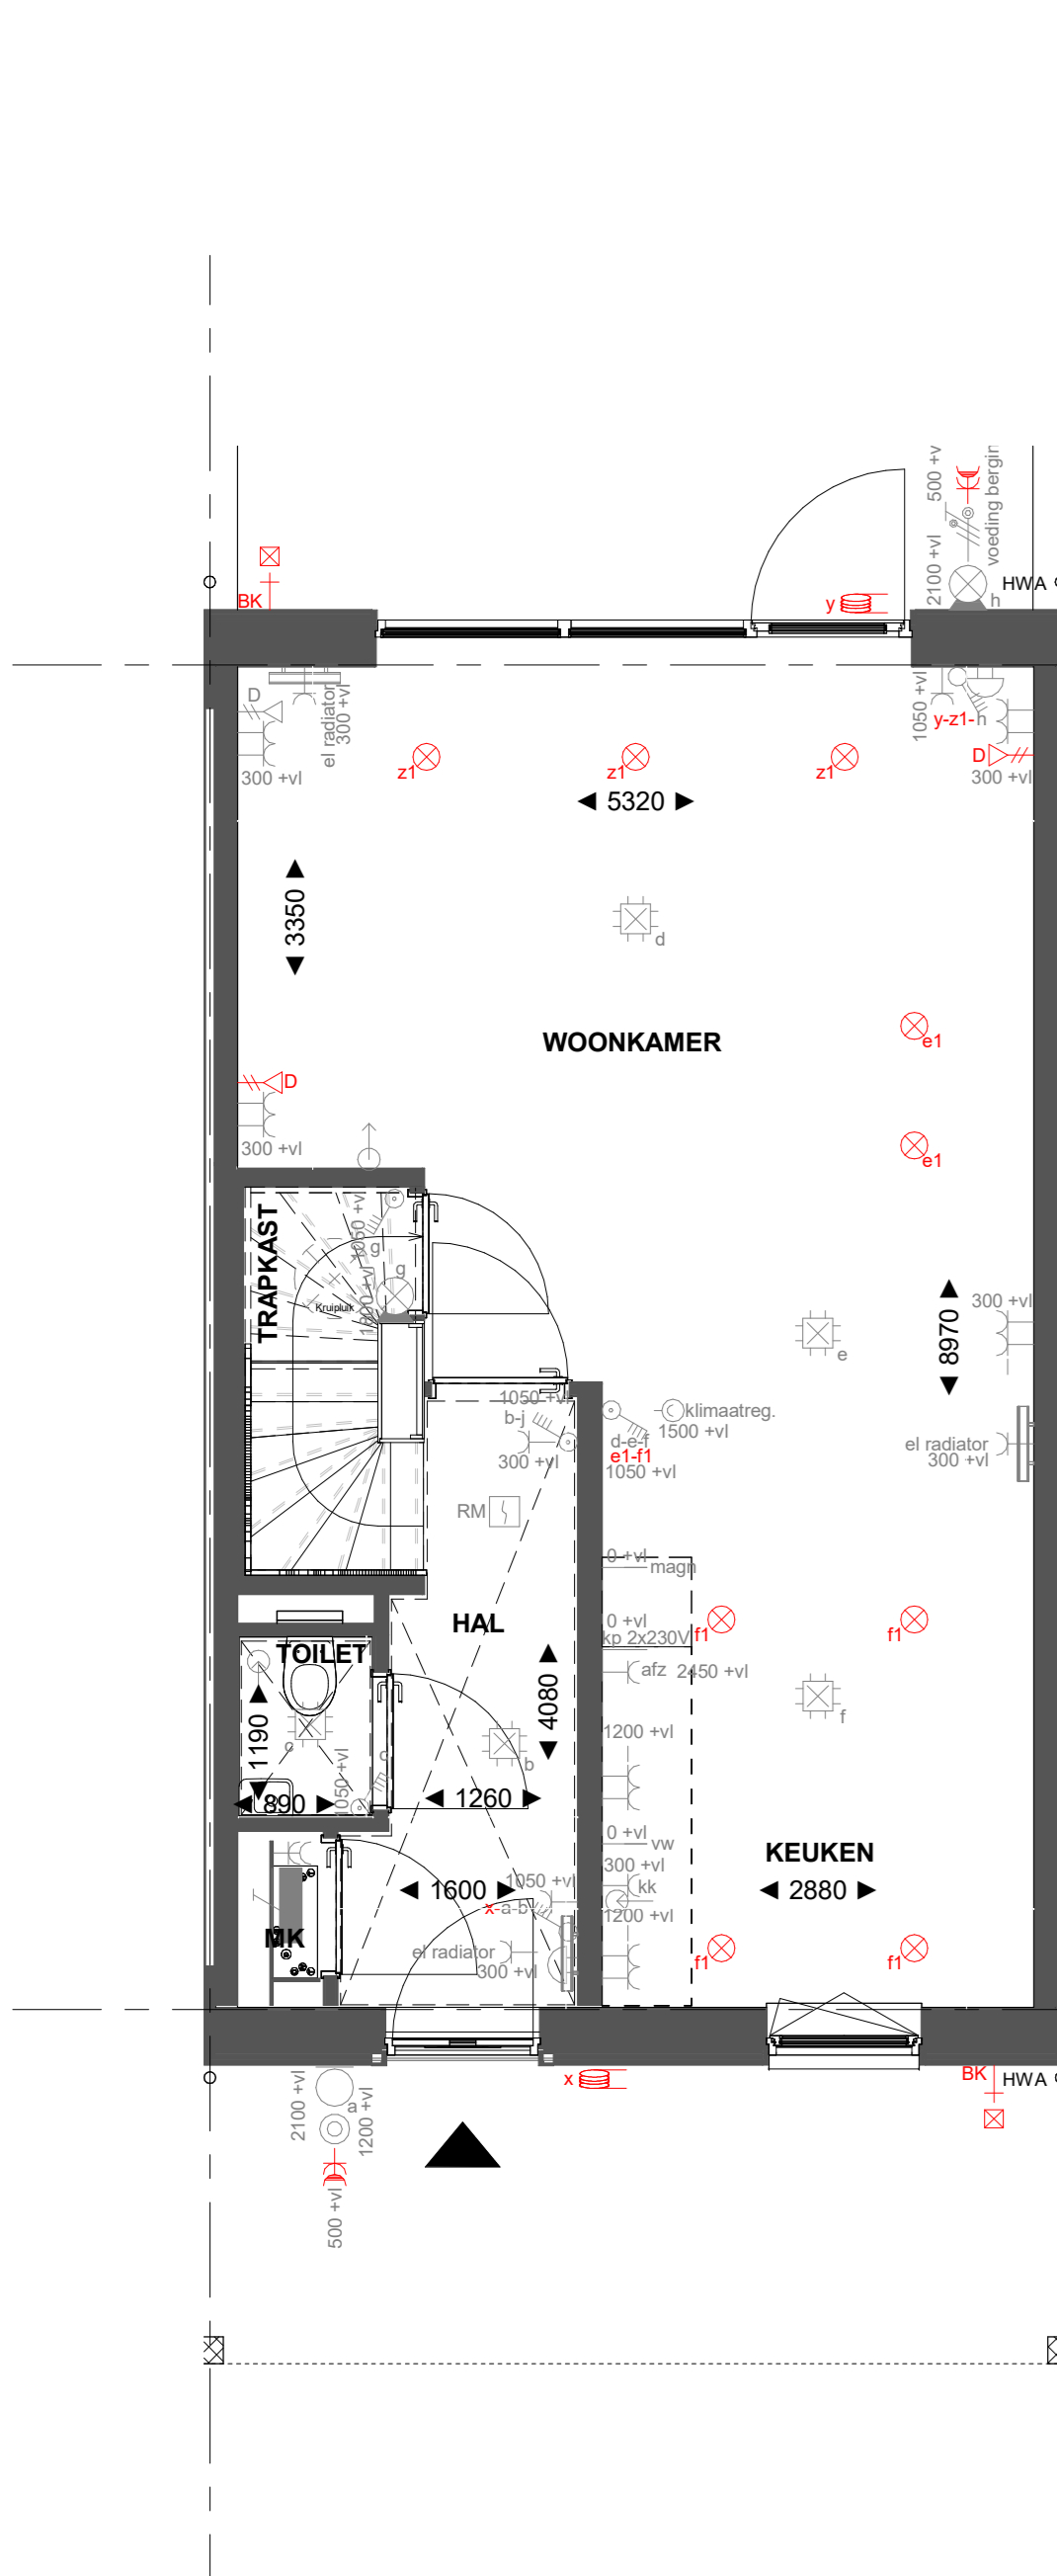 500 +v
voeding bergin
2100 +vl
h
HWA
BK
y
D
el radiator
300 +vl
300 +vl
1050 +vl
y-z1-h
D
300 +vl
z1
z1
z1
5320
3350
d
WOONKAMER
e1
D
300 +vl
e1
TRAPKAST
1050 +v
g
g
Kruipluik
300 +vl
8970
e
1050 +vl
b-j
300 +vl
klimaatreg.
1500 +vl
d-e-f
e1-f1
1050 +vl
el radiator
300 +vl
RM
0 +vl
magn
HAL
0 +vl
f1
f1
kp 2x230V
TOILET
afz
2450 +vl
4080
f
1190
c
c
1050 +vl
b
1200 +vl
1260
890
0 +vl
vw
KEUKEN
300 +vl
kk
1600
1050 +vl
2880
x-a-b
1200 +vl
MK
el radiator
300 +vl
f1
f1
x
BK
HWA
2100 +vl
a
1200 +vl
500 +vl